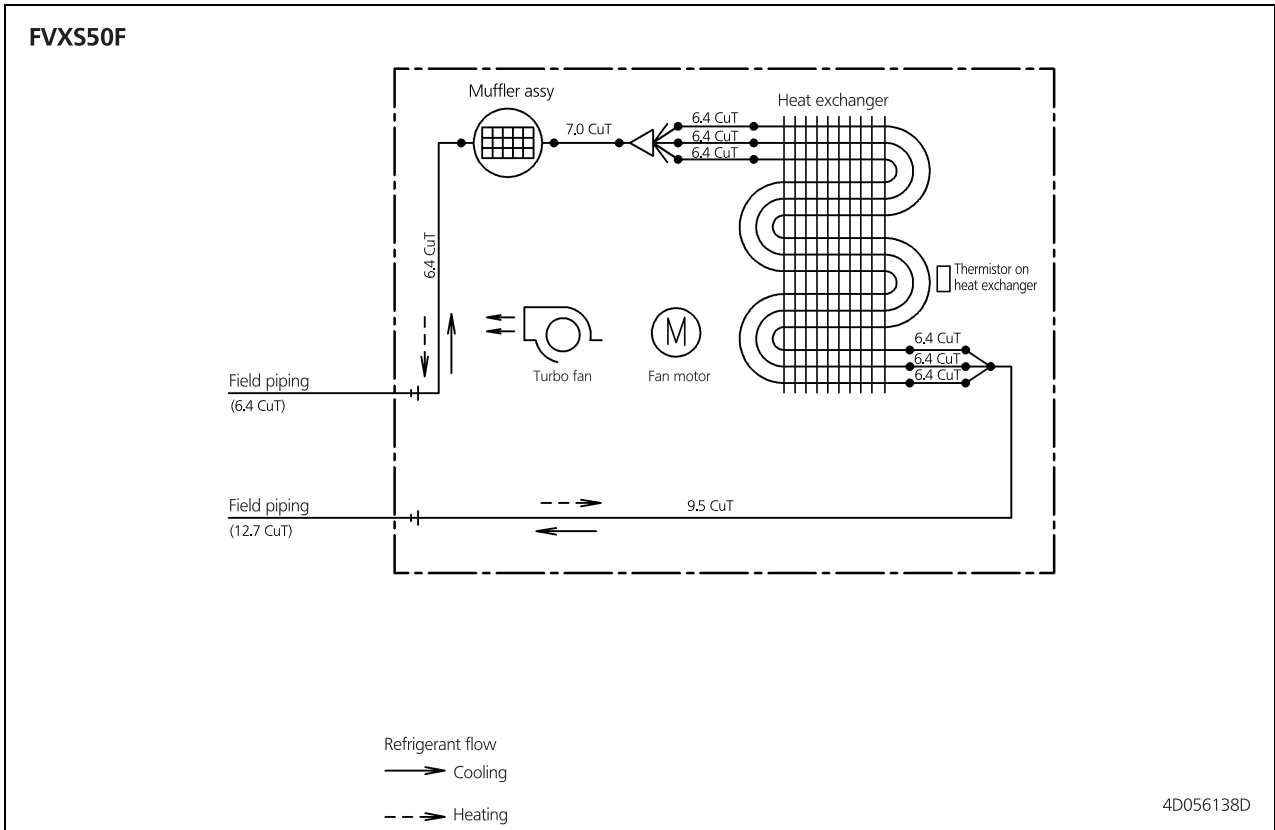 FVXS50F
Muffler assy
Heat exchanger
7.0 CuT
6.4 CuT
6.4 CuT
6.4 CuT
6.4 CuT
Thermistor on
heat exchanger
M
Turbo fan
Fan motor
6.4 CuT
6.4 CuT
6.4 CuT
Field piping
(6.4 CuT)
Field piping
(12.7 CuT)
9.5 CuT
Refrigerant flow
Cooling
Heating
4D056138D